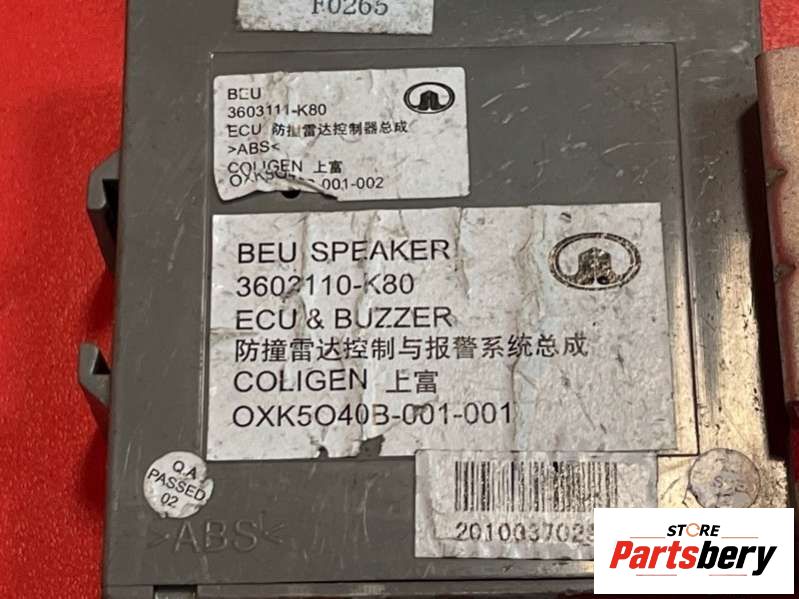 F0265
BEU
3603111-K80
ECU 防撞雷达控制器总成
>ABS<
COLIGEN 上富
001-002
BEU SPEAKER
3603110-K80
ECU & BUZZER
防撞雷达控制与报警系统总成
COLIGEN 上富
OXK5O40B-001-001
Q.A
PASSED
02
>ABS<
STORE
Partsbery